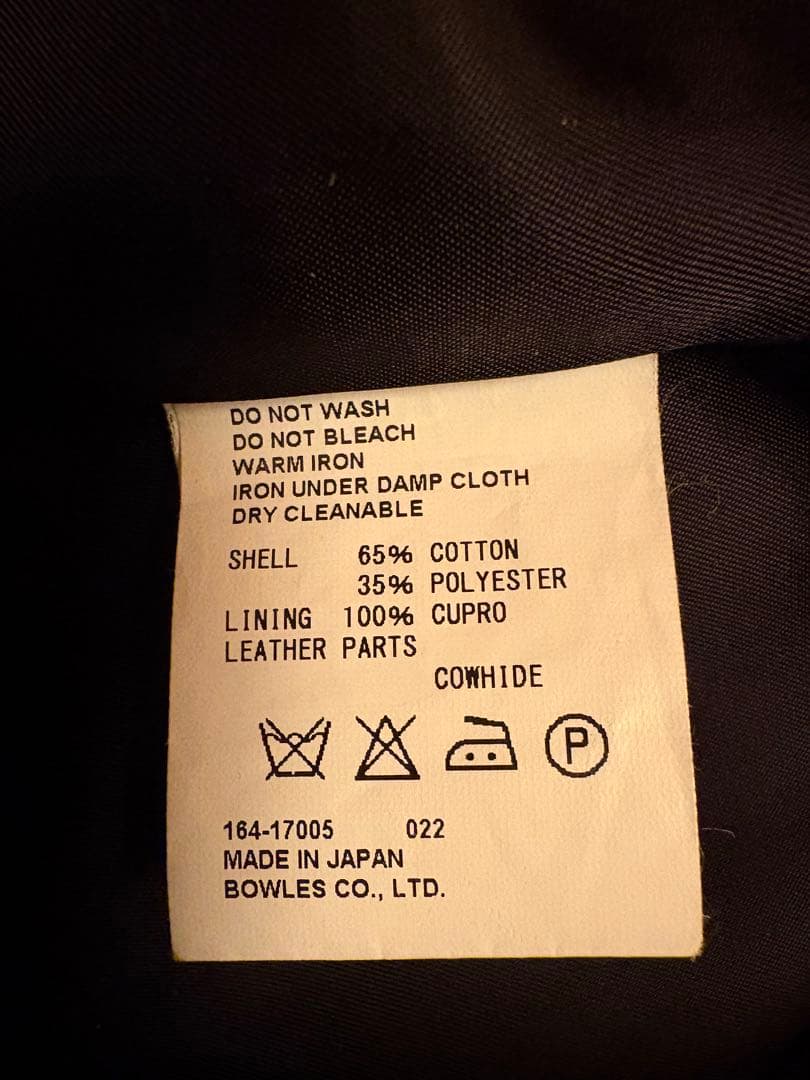 DO NOT WASH
DO NOT BLEACH
WARM IRON
IRON UNDER DAMP CLOTH
DRY CLEANABLE
SHELL 65% COTTON
35% POLYESTER
LINING 100% CUPRO
LEATHER PARTS
COWHIDE
P
164-17005 022
MADE IN JAPAN
BOWLES CO., LTD.